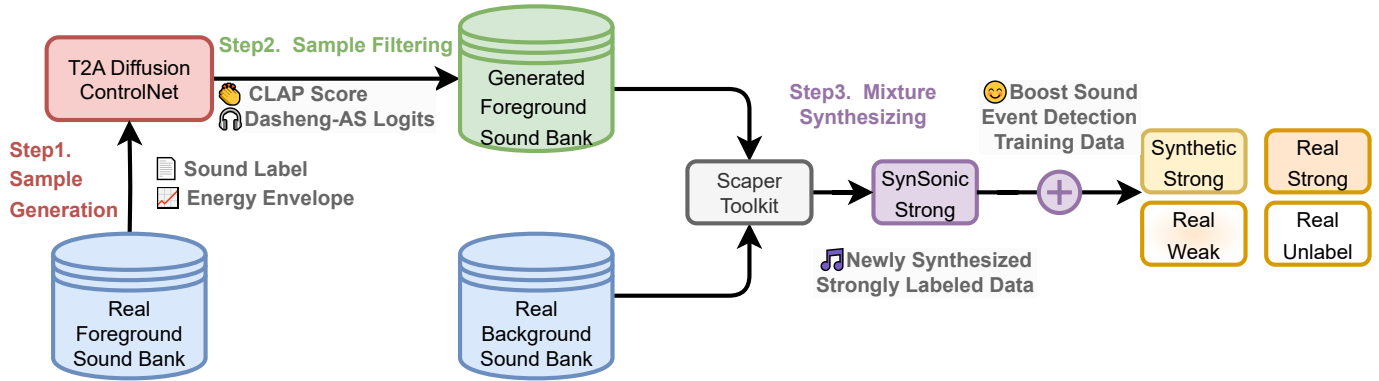 Step1.
Sample
Generation
T2A Diffusion
ControlNet
Sound Label
Energy Envelope
Real
Foreground
Sound Bank
Step2. Sample Filtering
CLAP Score
Dasheng-AS Logits
Generated
Foreground
Sound Bank
Real
Background
Sound Bank
Scaper
Toolkit
Step3. Mixture
Synthesizing
SynSonic
Strong
Newly Synthesized
Strongly Labeled Data
Boost Sound
Event Detection
Training Data
Synthetic
Strong
Real
Strong
Real
Weak
Real
Unlabel